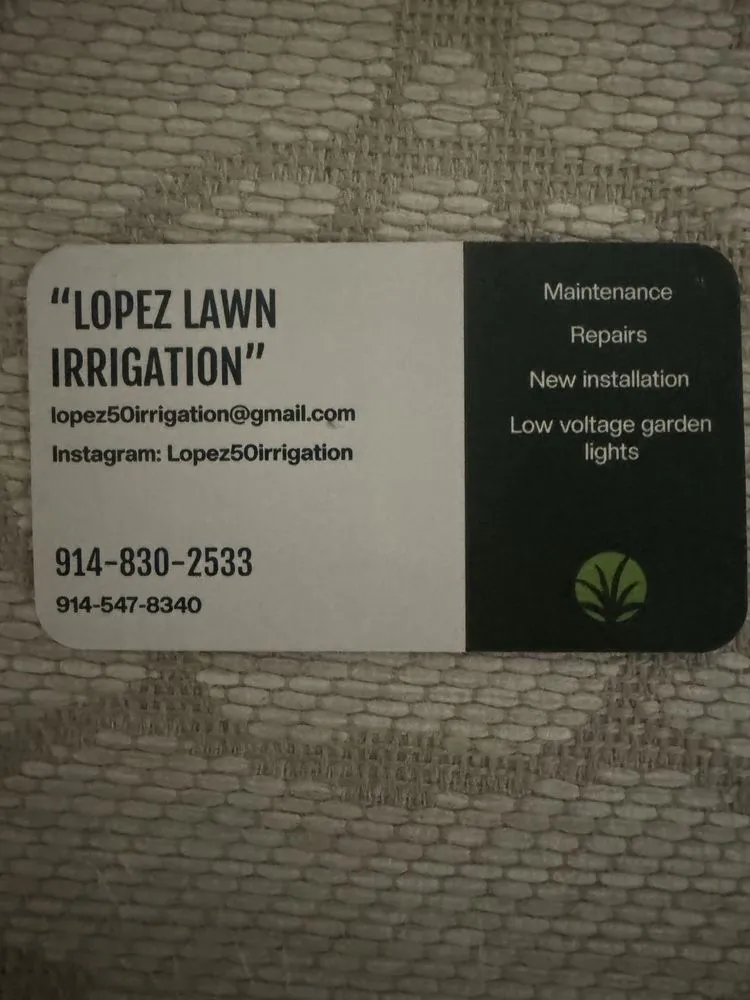 “LOPEZ LAWN
IRRIGATION”
lopez50irrigation@gmail.com
Instagram: Lopez50irrigation
914-830-2533
914-547-8340
Maintenance
Repairs
New installation
Low voltage garden
lights